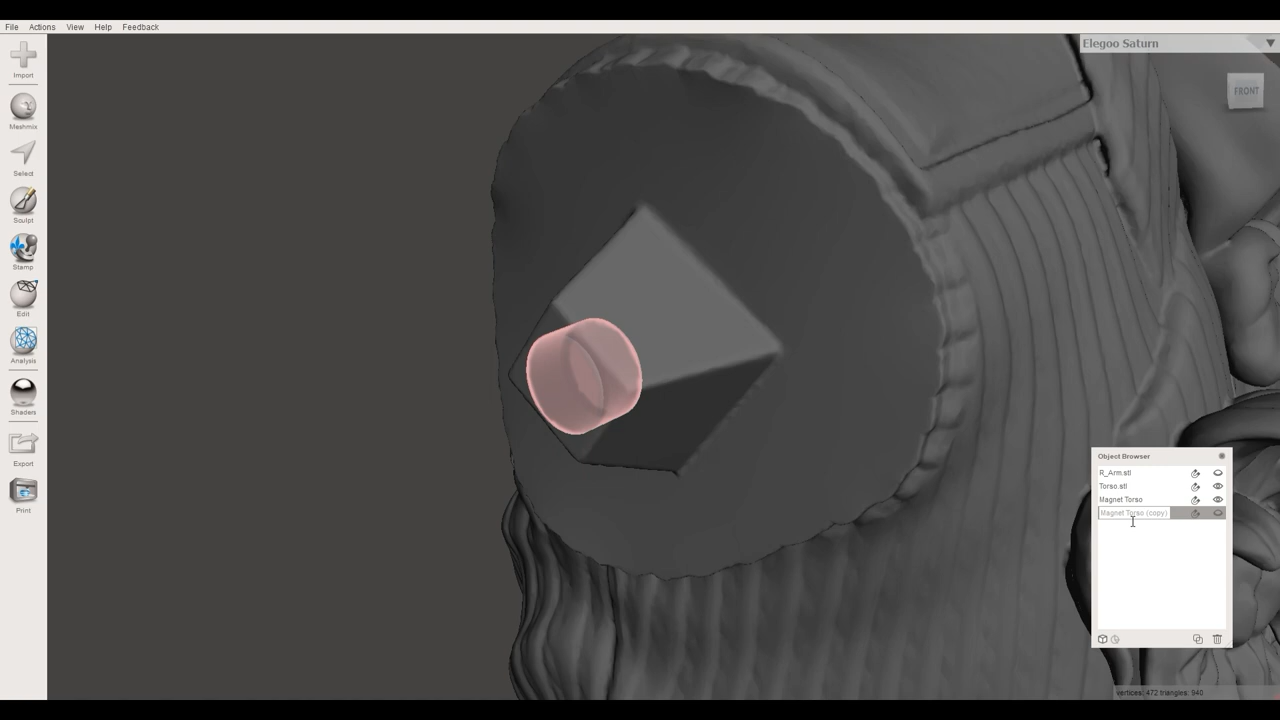 File Actions View Help Feedback
Elegoo Saturn
FRONT
Import
Meshmix
Select
Sculpt
Stamp
Edit
Analysis
Shaders
Export
Print
Object Browser
R_Arm.stl
Torso.stl
Magnet Torso
Magnet Torso (copy)
vertices: 472 triangles: 940